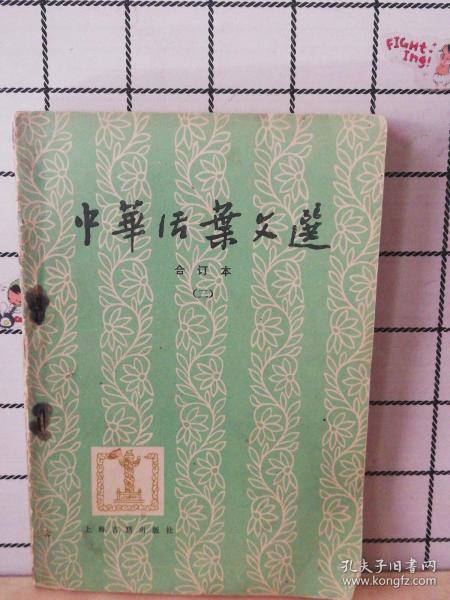 FIGHt-
Ing!
中華活葉文選
合订本
(二)
上海古籍出版社
孔夫子旧书网
www.kongfz.com